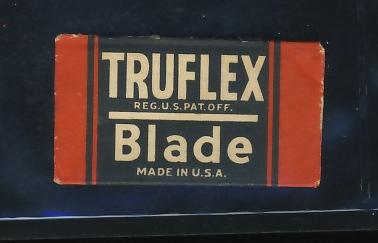 TRUFLEX
REG. U.S. PAT. OFF.
Blade
MADE IN U.S.A.